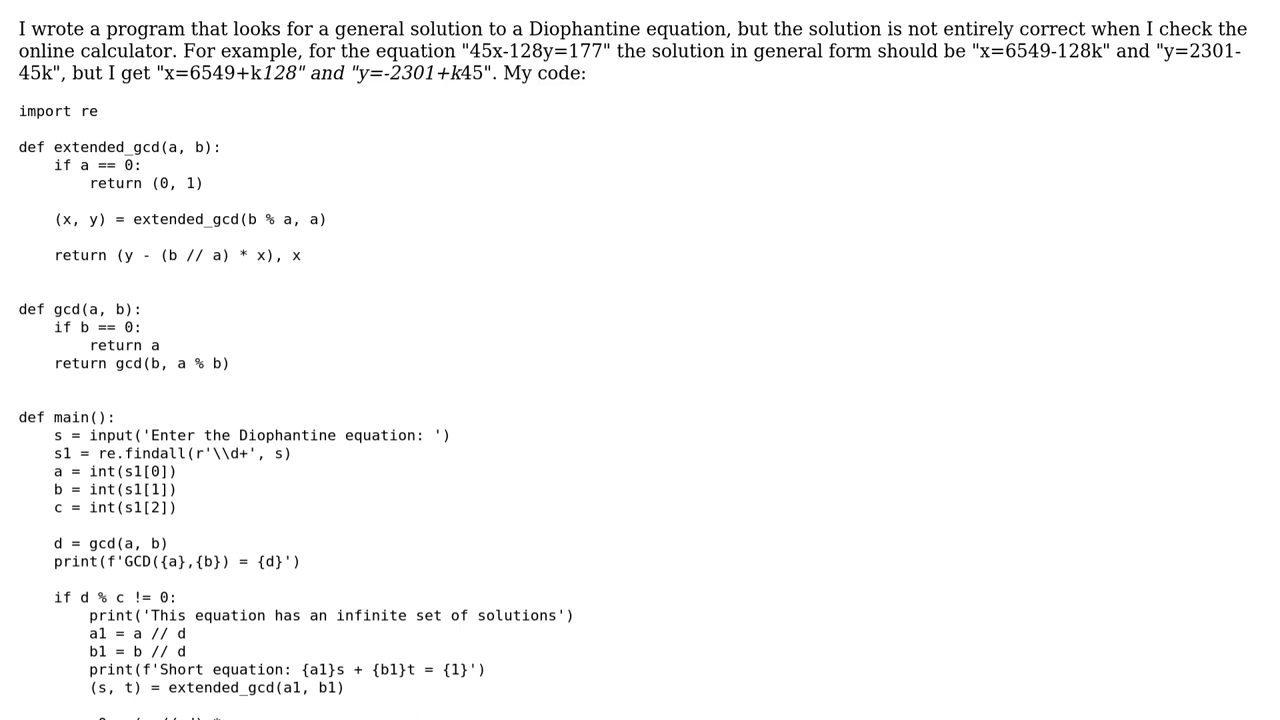 I wrote a program that looks for a general solution to a Diophantine equation, but the solution is not entirely correct when I check the
online calculator. For example, for the equation "45x-128y=177" the solution in general form should be "x=6549-128k" and "y=2301-
45k", but I get "x=6549+k128" and "y=-2301+k45". My code:
import re
def extended_gcd(a, b):
    if a == 0:
        return (0, 1)
    (x, y) = extended_gcd(b % a, a)
    return (y - (b // a) * x), x
def gcd(a, b):
    if b == 0:
        return a
    return gcd(b, a % b)
def main():
    s = input('Enter the Diophantine equation: ')
    s1 = re.findall(r'\\d+', s)
    a = int(s1[0])
    b = int(s1[1])
    c = int(s1[2])
    d = gcd(a, b)
    print(f'GCD({a},{b}) = {d}')
    if d % c != 0:
        print('This equation has an infinite set of solutions')
        a1 = a // d
        b1 = b // d
        print(f'Short equation: {a1}s + {b1}t = {1}')
        (s, t) = extended_gcd(a1, b1)